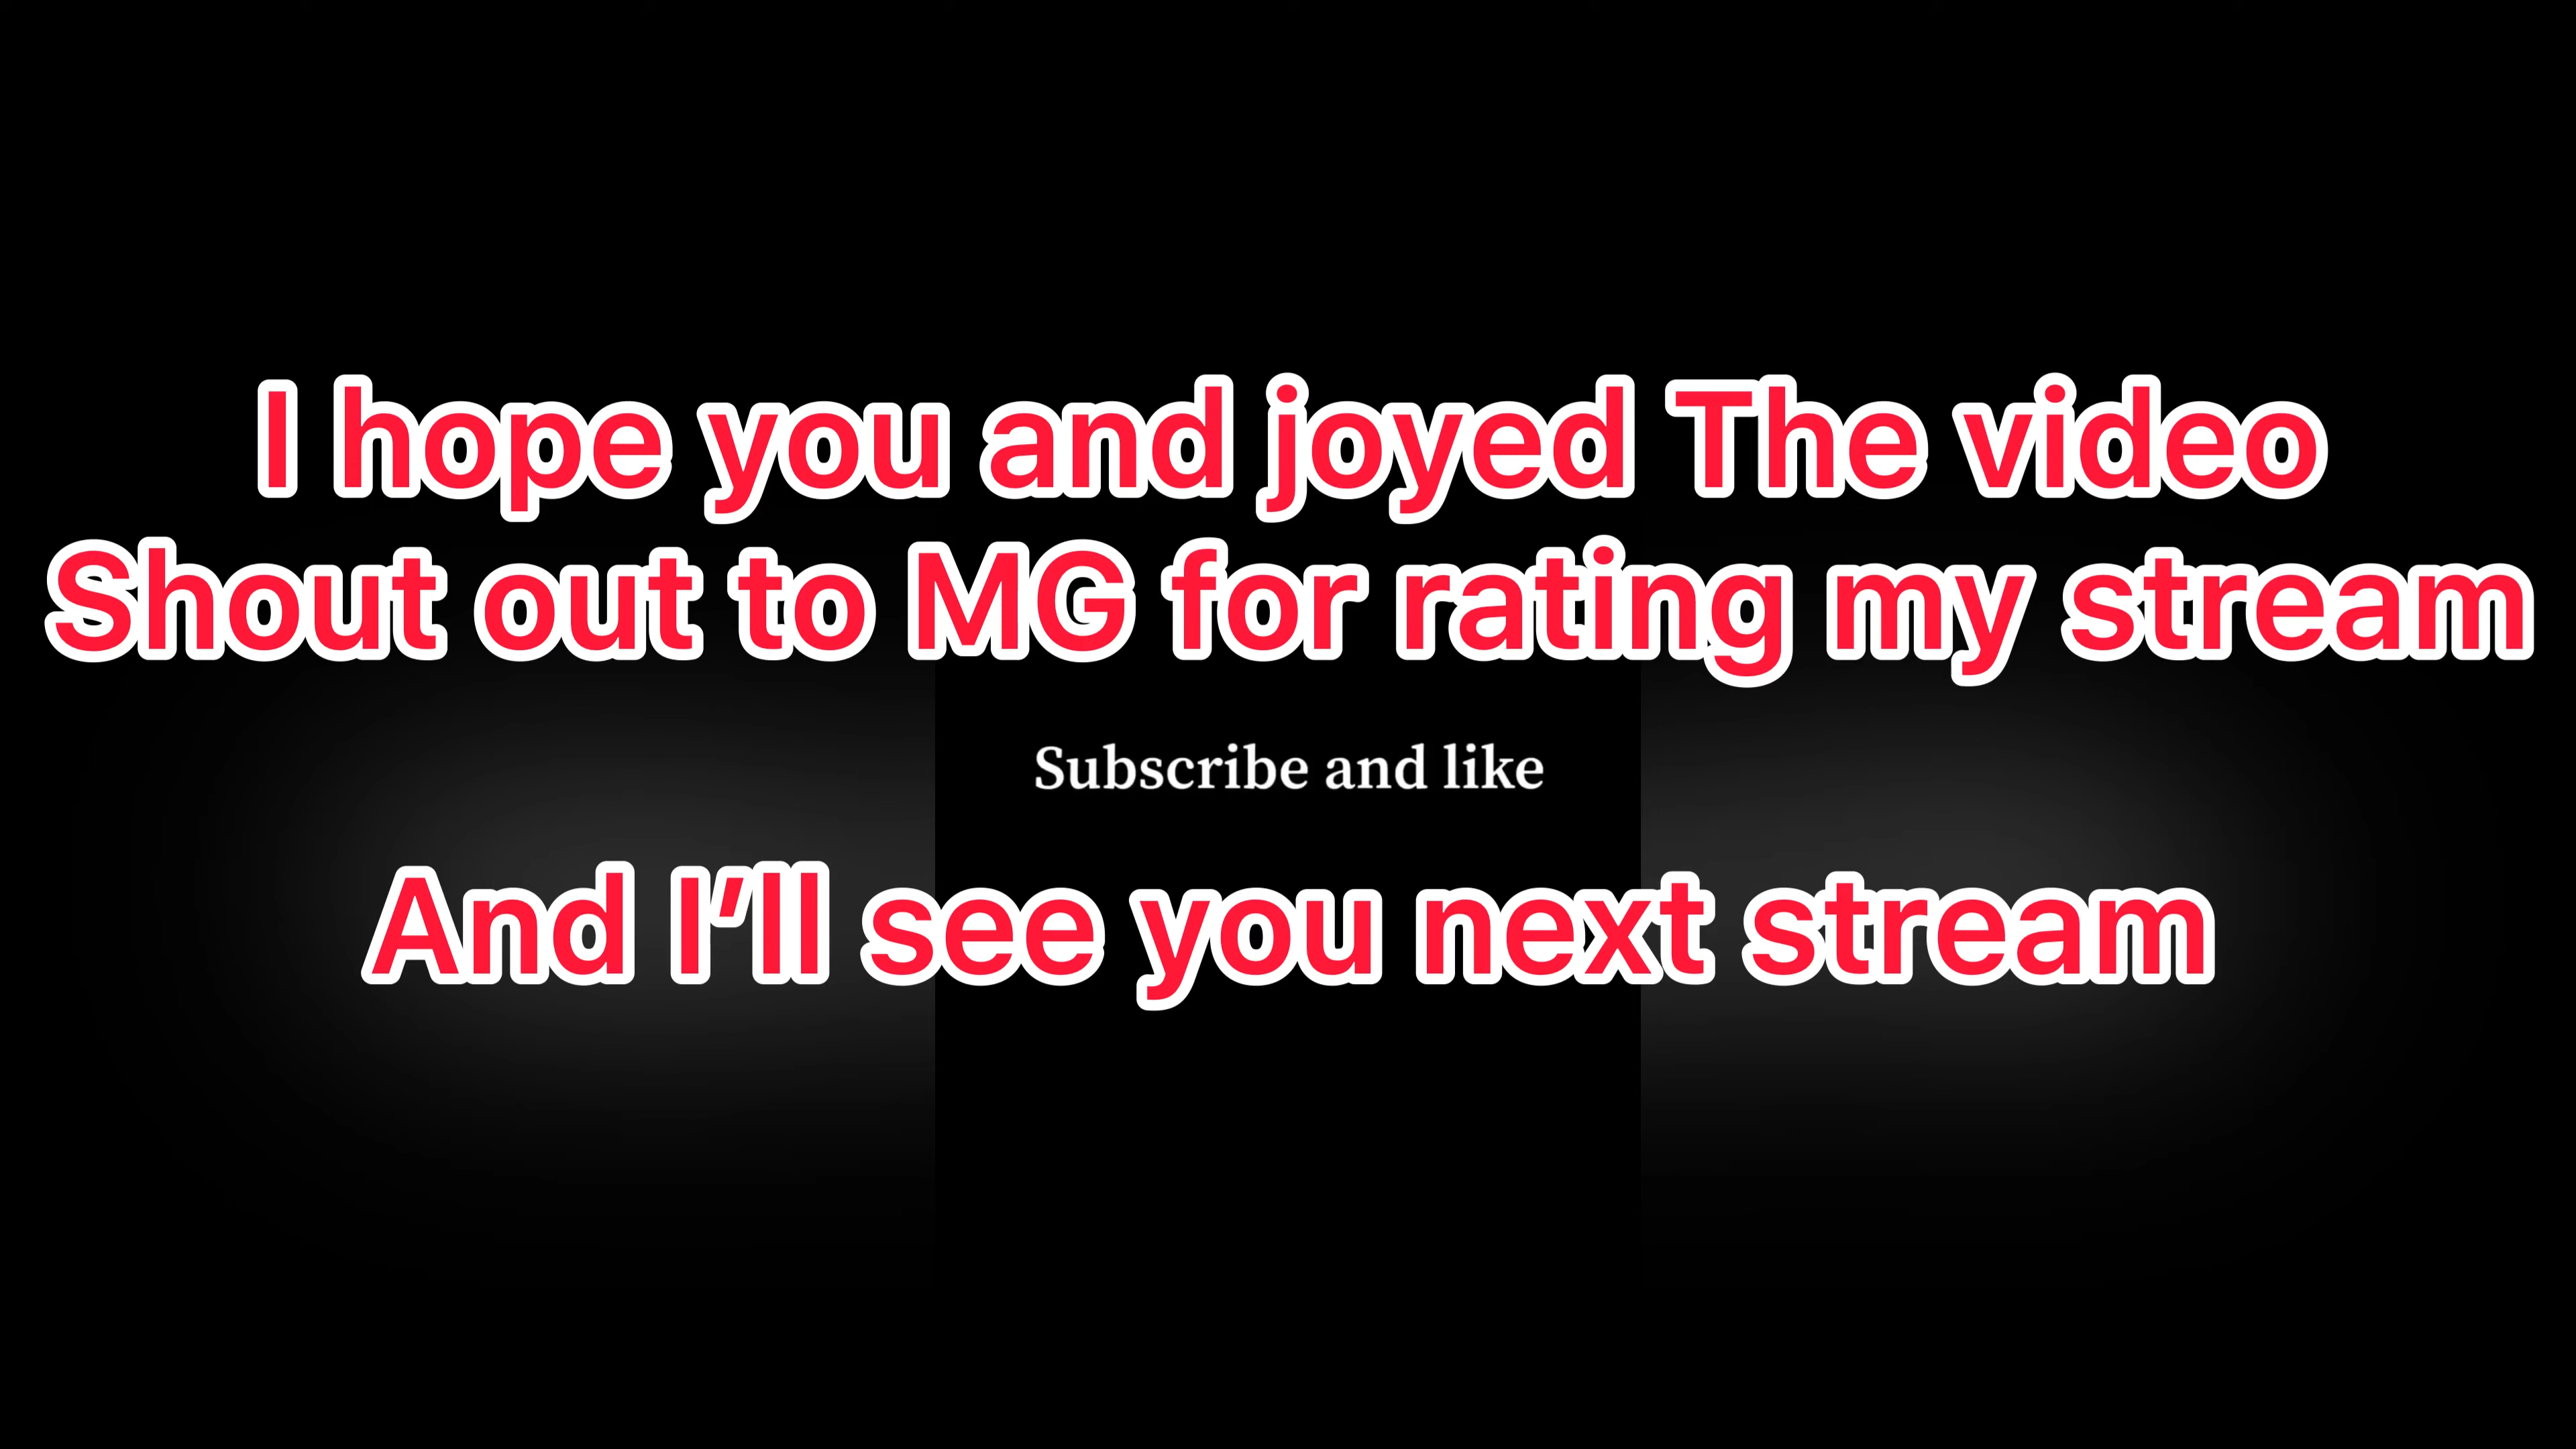 I hope you and joyed The video
Shout out to MG for rating my stream
Subscribe and like
And I’ll see you next stream